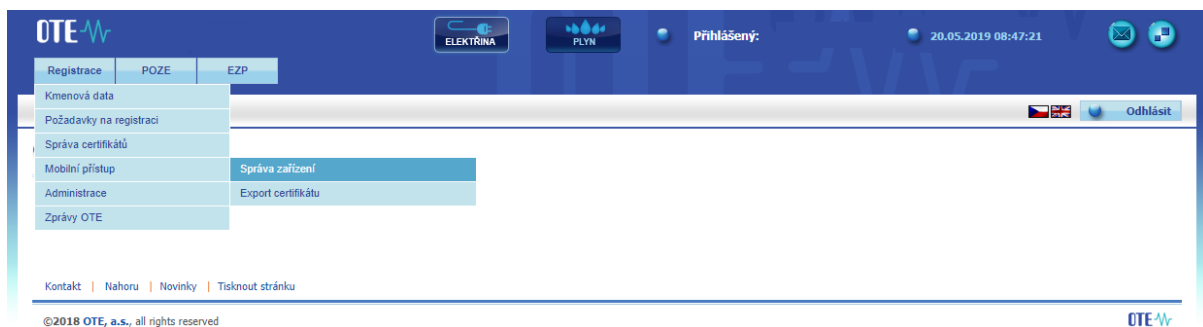 OTE
ELEKTŘINA
PLYN
Přihlášený:
20.05.2019 08:47:21
Registrace POZE EZP
Kmenová data
Požadavky na registraci
Odhlásit
Správa certifikátů
Mobilní přístup Správa zařízení
Administrace Export certifikátu
Zprávy OTE
Kontakt | Nahoru | Novinky | Tisknout stránku
©2018 OTE, a.s., all rights reserved
OTE